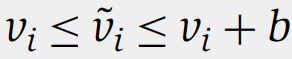 v_i ≤ ṽ_i ≤ v_i + b